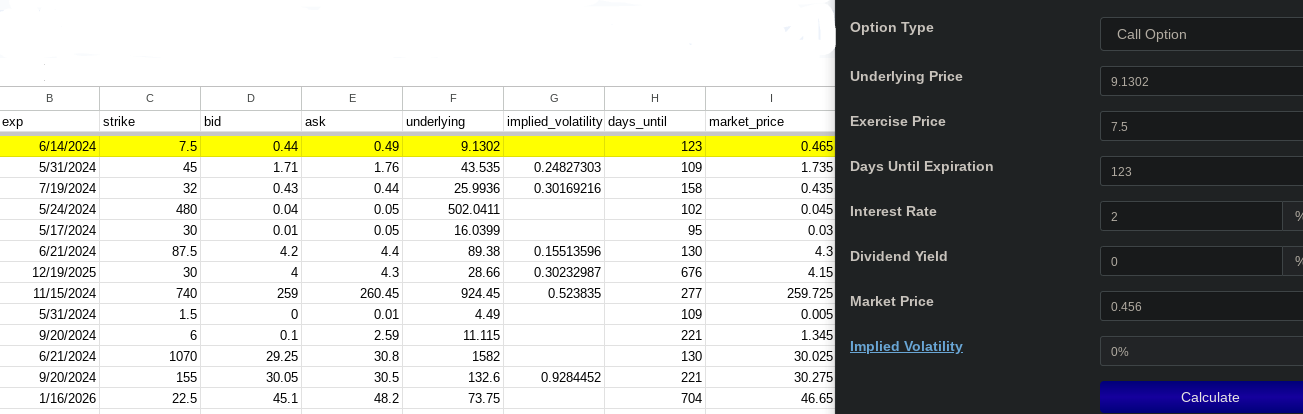 B C D E F G H I
exp strike bid ask underlying implied_volatility days_until market_price
6/14/2024 7.5 0.44 0.49 9.1302 123 0.465
5/31/2024 45 1.71 1.76 43.535 0.24827303 109 1.735
7/19/2024 32 0.43 0.44 25.9936 0.30169216 158 0.435
5/24/2024 480 0.04 0.05 502.0411 102 0.045
5/17/2024 30 0.01 0.05 16.0399 95 0.03
6/21/2024 87.5 4.2 4.4 89.38 0.15513596 130 4.3
12/19/2025 30 4 4.3 28.66 0.30232987 676 4.15
11/15/2024 740 259 260.45 924.45 0.523835 277 259.725
5/31/2024 1.5 0 0.01 4.49 109 0.005
9/20/2024 6 0.1 2.59 11.115 221 1.345
6/21/2024 1070 29.25 30.8 1582 130 30.025
9/20/2024 155 30.05 30.5 132.6 0.9284452 221 30.275
1/16/2026 22.5 45.1 48.2 73.75 704 46.65
Option Type Call Option
Underlying Price 9.1302
Exercise Price 7.5
Days Until Expiration 123
Interest Rate 2 %
Dividend Yield 0 %
Market Price 0.456
Implied Volatility 0%
Calculate